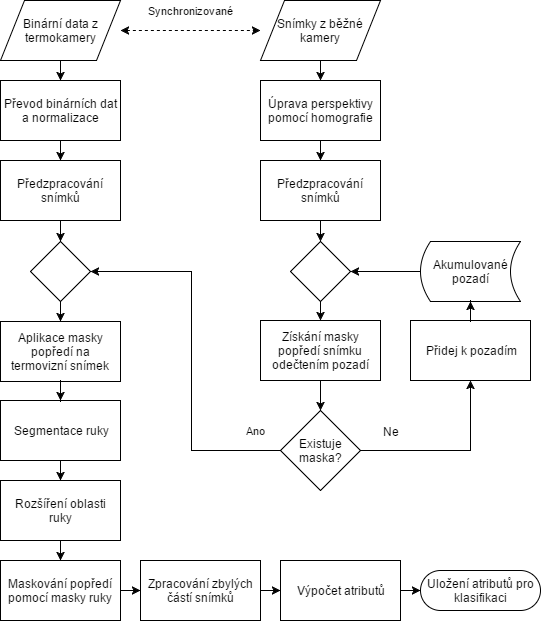 Binární data z
termokamery
Synchronizované
Snímky z běžné
kamery
Převod binárních dat
a normalizace
Úprava perspektivy
pomocí homografie
Předzpracování
snímků
Předzpracování
snímků
Akumulované
pozadí
Aplikace masky
popředí na
termovizní snímek
Získání masky
popředí snímku
odečtením pozadí
Přidej k pozadím
Segmentace ruky
Ano
Existuje
maska?
Ne
Rozšíření oblasti
ruky
Maskování popředí
pomocí masky ruky
Zpracování zbylých
částí snímků
Výpočet atributů
Uložení atributů pro
klasifikaci